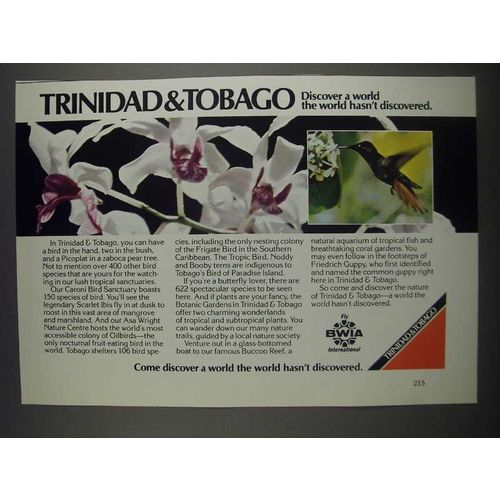 TRINIDAD & TOBAGO
Discover a world
the world hasn't discovered.
In Trinidad & Tobago, you can have
a bird in the hand, two in the bush,
and a Picoplat in a zaboca pear tree.
Not to mention over 400 other bird
species that are yours for the watch-
ing in our lush tropical sanctuaries.
Our Caroni Bird Sanctuary boasts
150 species of bird. You'll see the
legendary Scarlet Ibis fly in at dusk to
roost in this vast area of mangrove
and marshland. And our Asa Wright
Nature Centre hosts the world's most
accessible colony of Oilbirds—the
only nocturnal fruit-eating bird in the
world. Tobago shelters 106 bird spe-
cies, including the only nesting colony
of the Frigate Bird in the Southern
Caribbean. The Tropic Bird, Noddy
and Booby terns are indigenous to
Tobago's Bird of Paradise Island.
If you're a butterfly lover, there are
622 spectacular species to be seen
here. And if plants are your fancy, the
Botanic Gardens in Trinidad & Tobago
offer two charming wonderlands of
tropical and subtropical plants. You
can wander down our many nature
trails, guided by a local nature society.
Venture out in a glass-bottomed
boat to our famous Buccoo Reef, a
natural aquarium of tropical fish and
breathtaking coral gardens. You
may even follow in the footsteps of
Friedrich Guppy, who first identified
and named the common guppy right
here in Trinidad & Tobago.
So come and discover the nature
of Trinidad & Tobago—a world the
world hasn't discovered.
Fly
BWIA
International
TRINIDAD & TOBAGO
Come discover a world the world hasn't discovered.
215